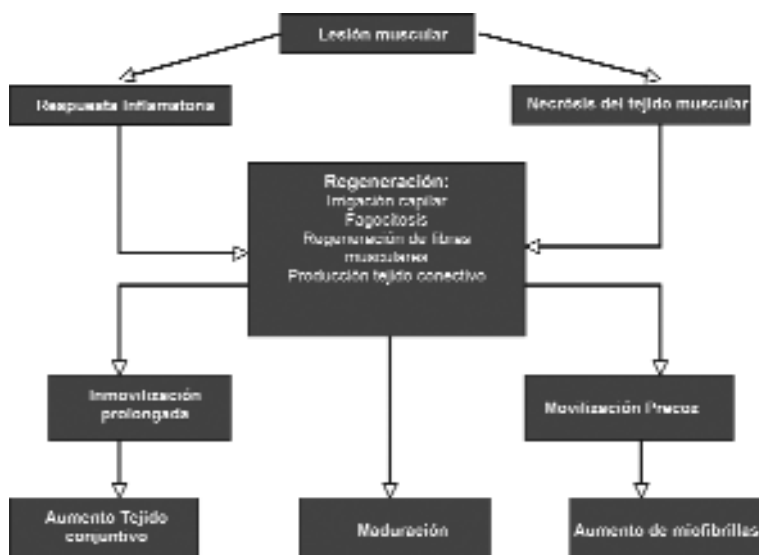 Lesión muscular
Respuesta Inflamatoria
Necrósis del tejido muscular
Regeneración:
Irrigación capilar
Fagocitosis
Regeneración de fibras
musculares
Producción tejido conectivo
Inmovilización
prolongada
Movilización Precoz
Aumento Tejido
conjuntivo
Maduración
Aumento de miofibrillas